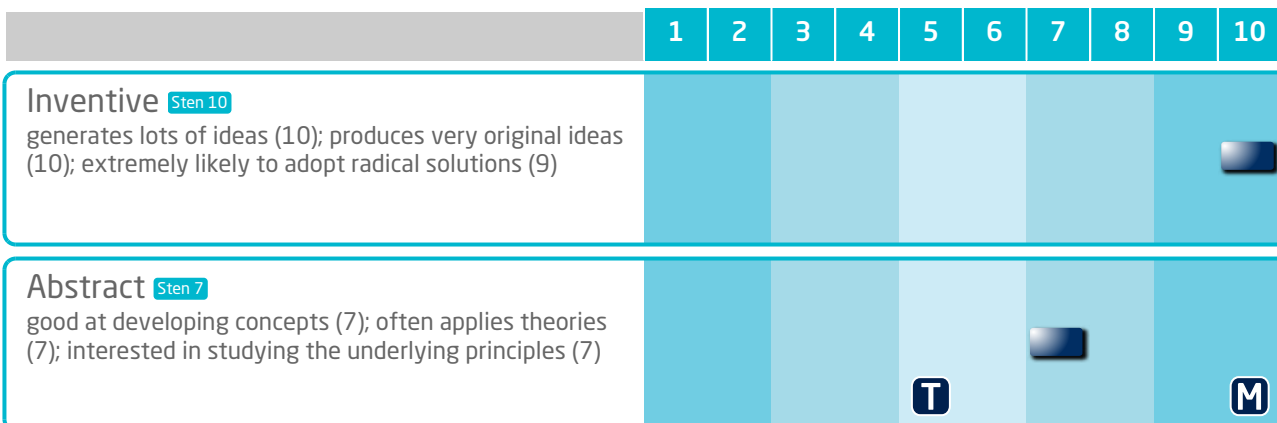 1 2 3 4 5 6 7 8 9 10
Inventive Sten 10
generates lots of ideas (10); produces very original ideas
(10); extremely likely to adopt radical solutions (9)
Abstract Sten 7
good at developing concepts (7); often applies theories
(7); interested in studying the underlying principles (7)
T M